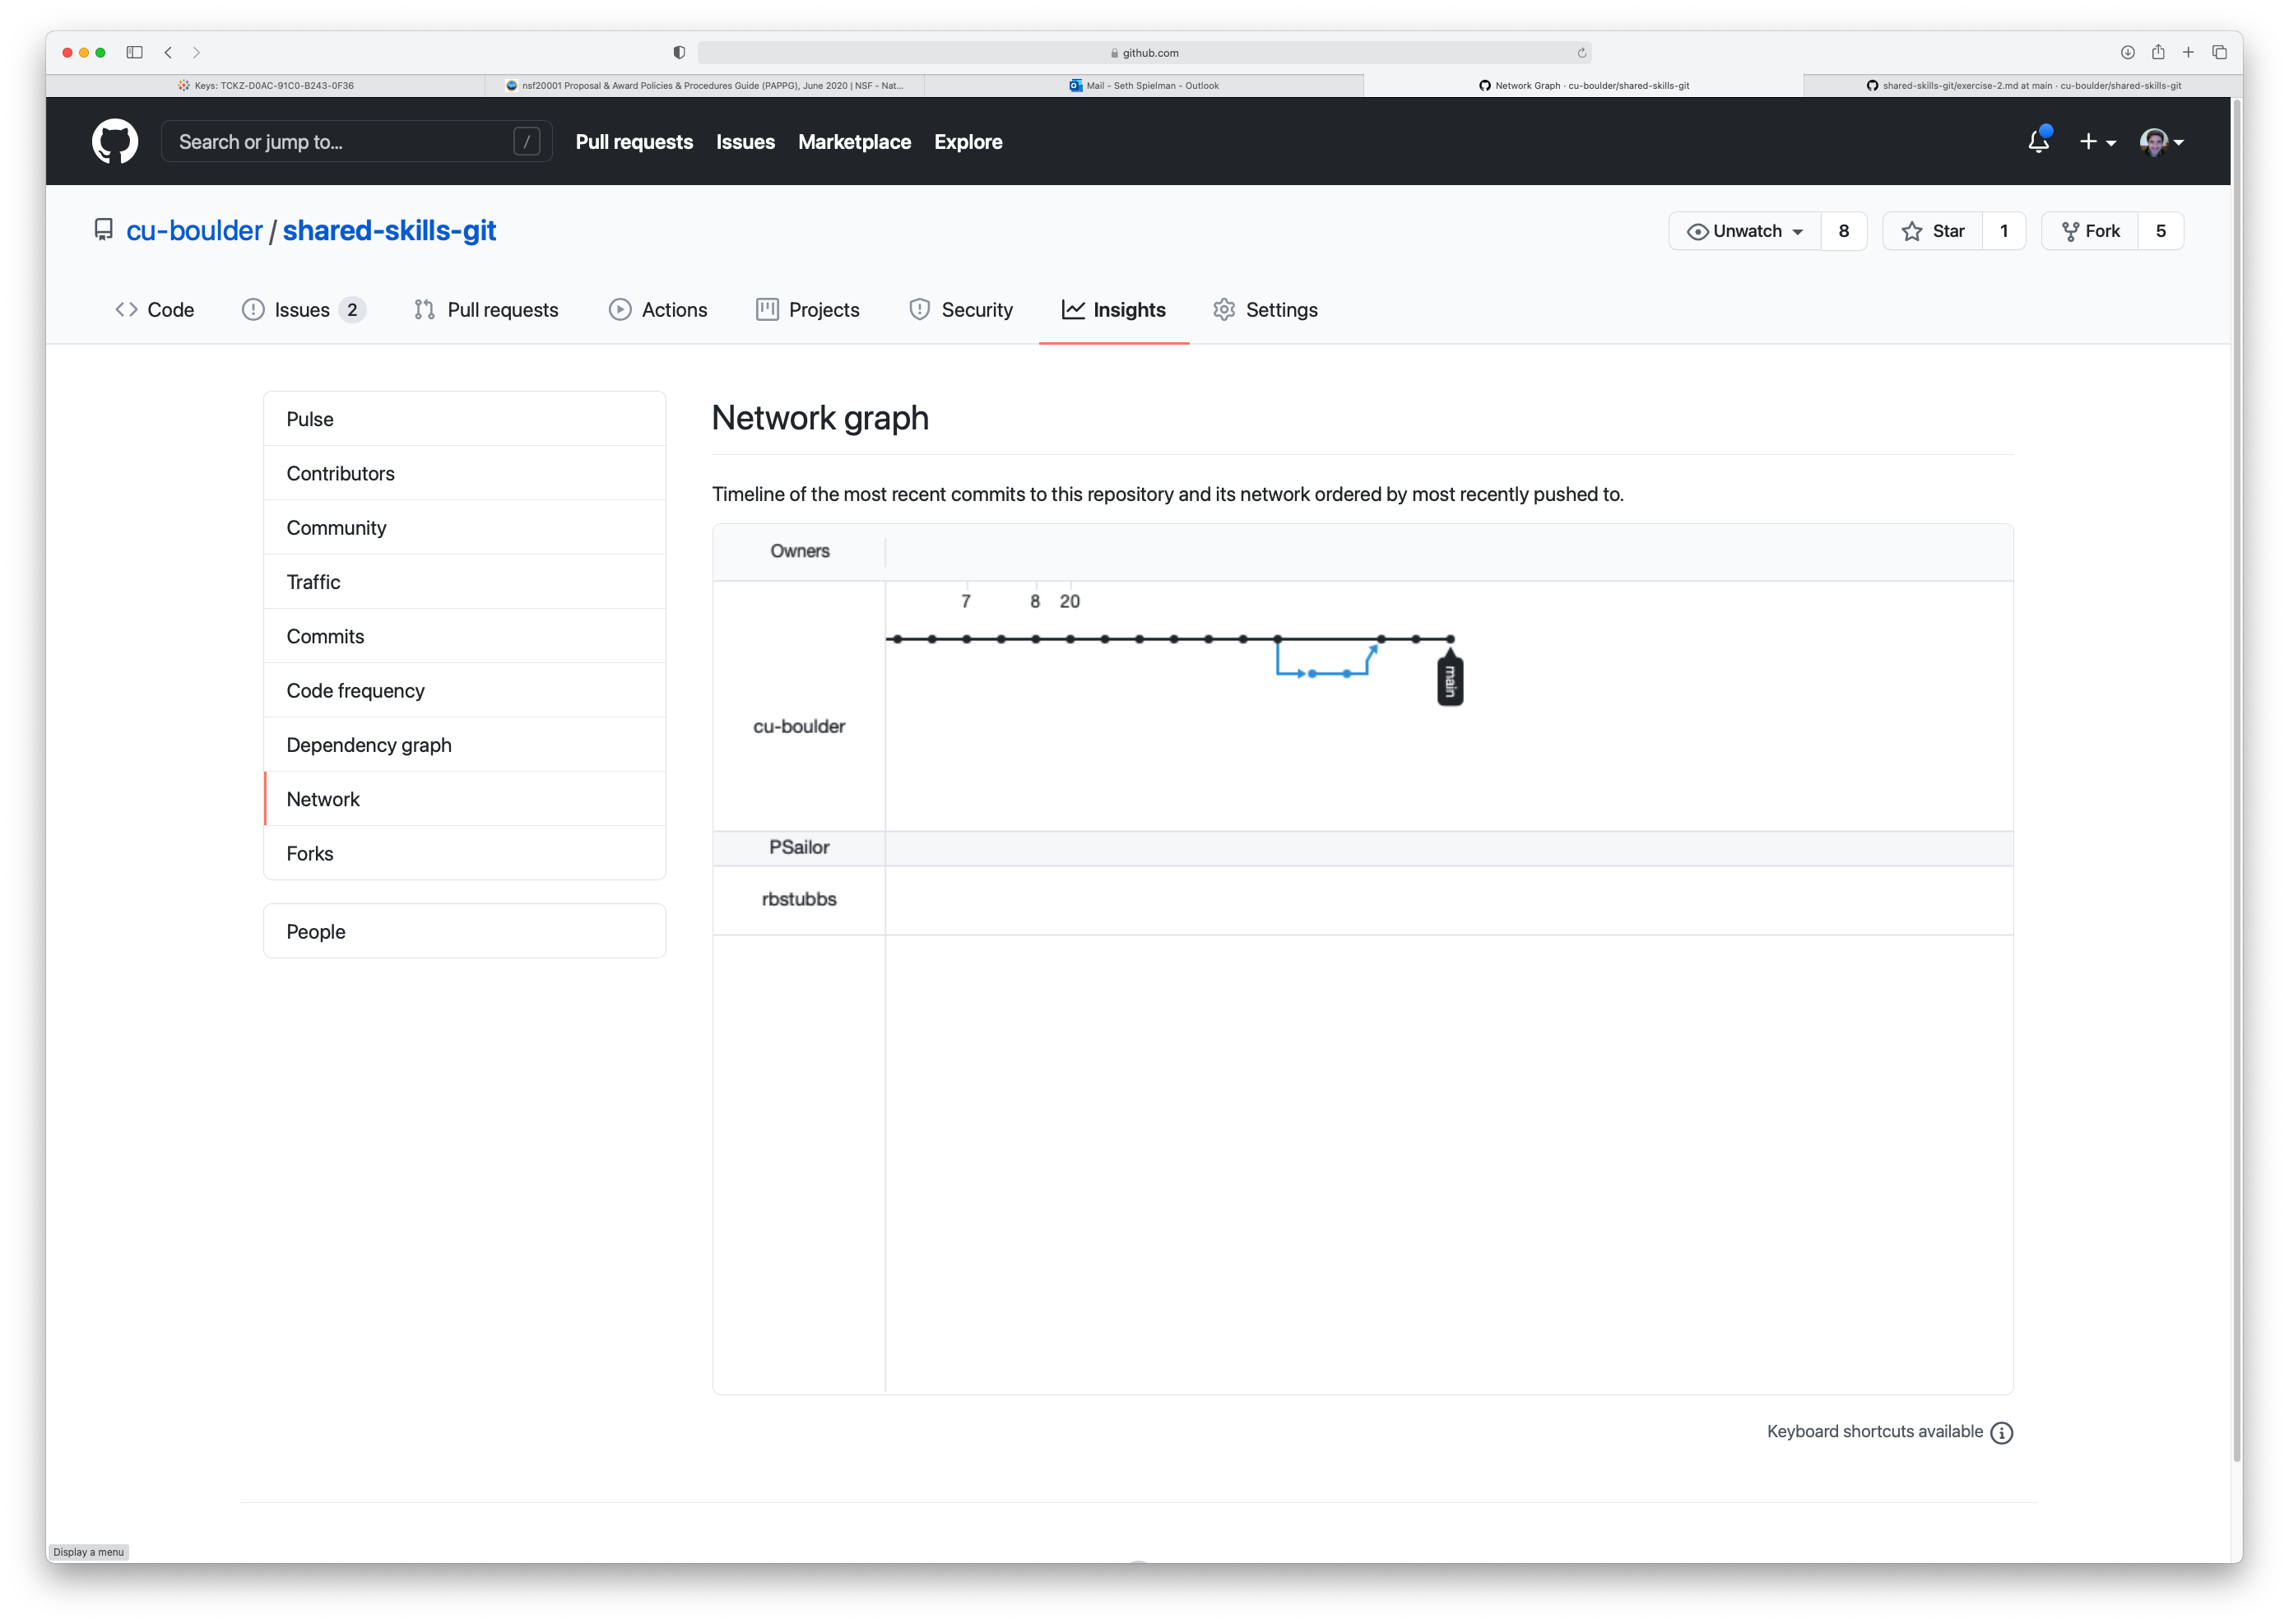 github.com
Keys: TCKZ-D0AC-91C0-B243-0F36
nsf20001 Proposal & Award Policies & Procedures Guide (PAPPG), June 2020 | NSF - Nat...
Mail - Seth Spielman - Outlook
Network Graph · cu-boulder/shared-skills-git
shared-skills-git/exercise-2.md at main · cu-boulder/shared-skills-git
Search or jump to... /
Pull requests
Issues
Marketplace
Explore
cu-boulder / shared-skills-git
Unwatch 8
Star 1
Fork 5
Code
Issues 2
Pull requests
Actions
Projects
Security
Insights
Settings
Pulse
Contributors
Community
Traffic
Commits
Code frequency
Dependency graph
Network
Forks
People
Network graph
Timeline of the most recent commits to this repository and its network ordered by most recently pushed to.
Owners
7 8 20
main
cu-boulder
PSailor
rbstubbs
Keyboard shortcuts available
Display a menu